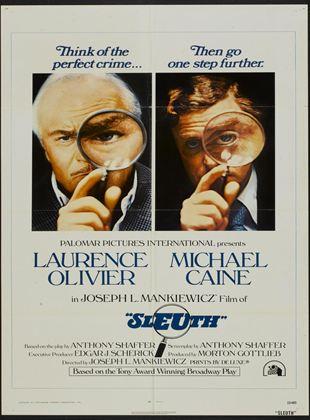 Think of the
perfect crime...
Then go
one step further.
PALOMAR PICTURES INTERNATIONAL presents
LAURENCE
OLIVIER
MICHAEL
CAINE
in JOSEPH L. MANKIEWICZ' Film of
"SLEUTH"
Based on the play by ANTHONY SHAFFER Screenplay by ANTHONY SHAFFER
Executive Producer EDGAR J. SCHERICK Produced by MORTON GOTTLIEB
Directed by JOSEPH L. MANKIEWICZ PRINTS BY DE LUXE®
Based on the Tony Award Winning Broadway Play
"SLEUTH"